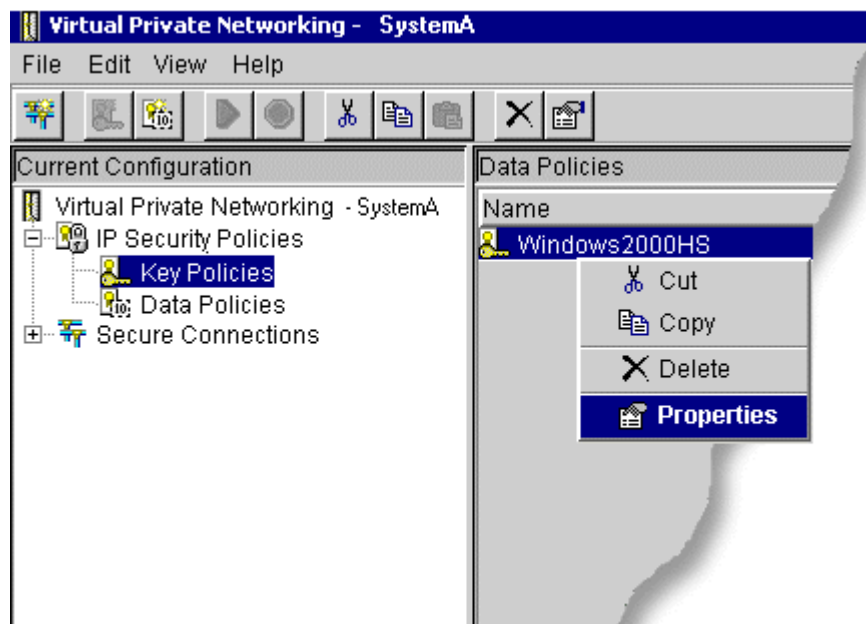 Virtual Private Networking - SystemA
File Edit View Help
Current Configuration
Virtual Private Networking - SystemA
IP Security Policies
Key Policies
Data Policies
Secure Connections
Data Policies
Name
Windows2000HS
Cut
Copy
Delete
Properties